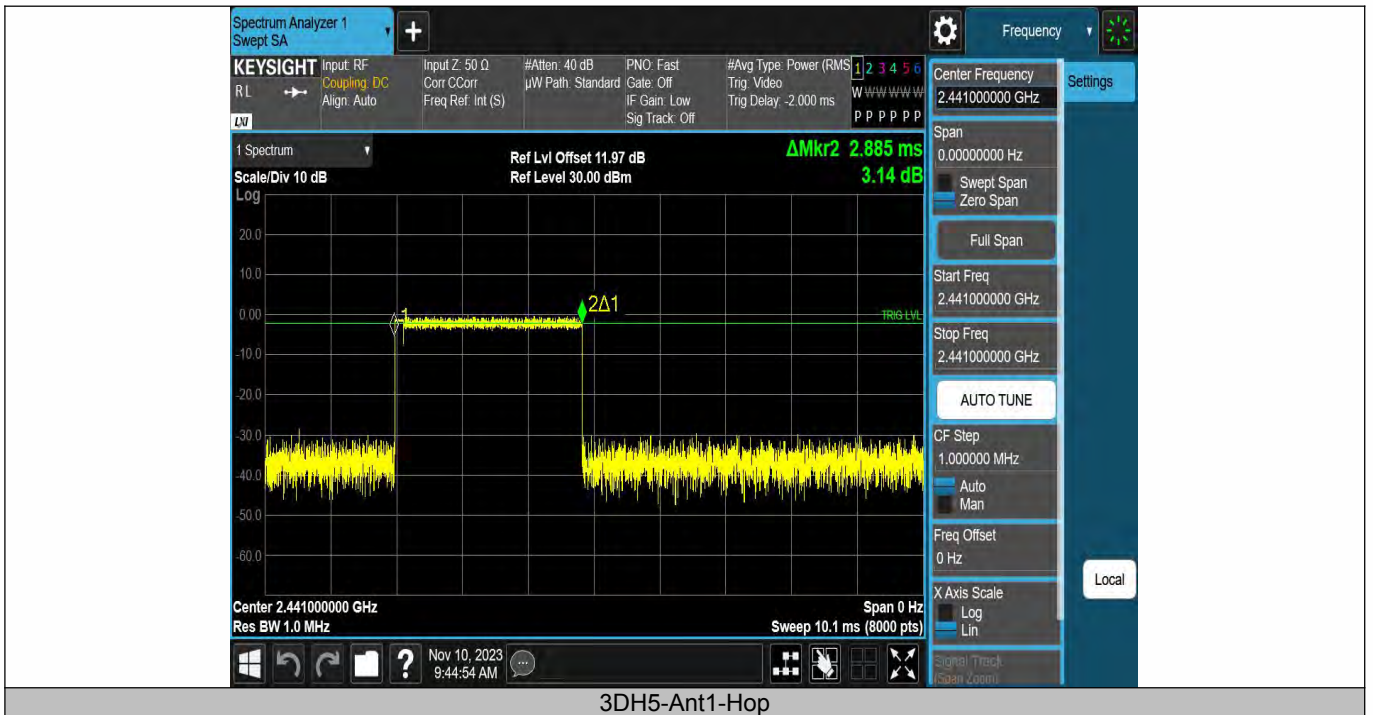 Spectrum Analyzer 1
Swept SA
Frequency
KEYSIGHT
RL
LXI
Input: RF
Coupling: DC
Align: Auto
Input Z: 50 Ω
Corr CCorr
Freq Ref: Int (S)
#Atten: 40 dB
µW Path: Standard
PNO: Fast
Gate: Off
IF Gain: Low
Sig Track: Off
#Avg Type: Power (RMS
Trig: Video
Trig Delay: -2.000 ms
1 2 3 4 5 6
W W W W W W
P P P P P P
1 Spectrum
Scale/Div 10 dB
Log
Ref Lvl Offset 11.97 dB
Ref Level 30.00 dBm
ΔMkr2 2.885 ms
3.14 dB
20.0
10.0
0.00
-10.0
-20.0
-30.0
-40.0
-50.0
-60.0
1
2Δ1
TRIG LVL
Center 2.441000000 GHz
Res BW 1.0 MHz
Span 0 Hz
Sweep 10.1 ms (8000 pts)
Center Frequency
2.441000000 GHz
Settings
Span
0.00000000 Hz
Swept Span
Zero Span
Full Span
Start Freq
2.441000000 GHz
Stop Freq
2.441000000 GHz
AUTO TUNE
CF Step
1.000000 MHz
Auto
Man
Freq Offset
0 Hz
X Axis Scale
Log
Lin
Signal Track
(Span Zoom)
Local
?
Nov 10, 2023
9:44:54 AM
3DH5-Ant1-Hop